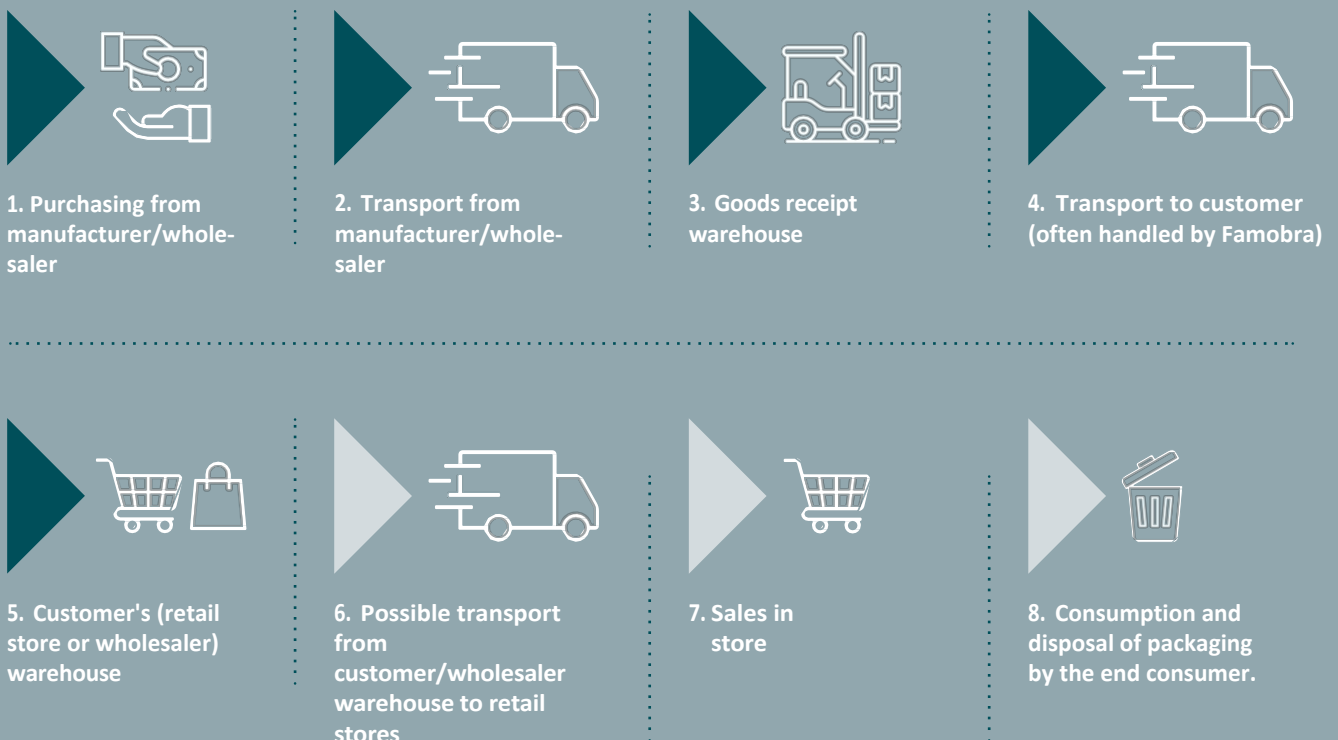 1. Purchasing from
manufacturer/whole-
saler
2. Transport from
manufacturer/whole-
saler
3. Goods receipt
warehouse
4. Transport to customer
(often handled by Famobra)
5. Customer's (retail
store or wholesaler)
warehouse
6. Possible transport
from
customer/wholesaler
warehouse to retail
stores
7. Sales in
store
8. Consumption and
disposal of packaging
by the end consumer.